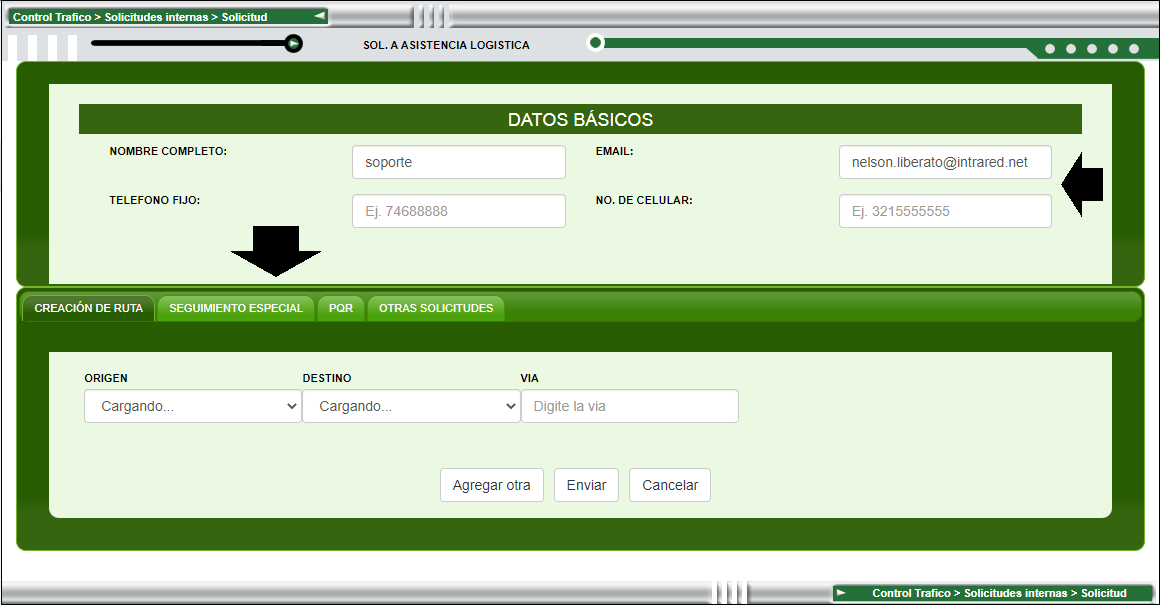 Control Trafico > Solicitudes internas > Solicitud
SOL. A ASISTENCIA LOGISTICA
DATOS BÁSICOS
NOMBRE COMPLETO: soporte EMAIL: nelson.liberato@intrared.net
TELEFONO FIJO: Ej. 74688888 NO. DE CELULAR: Ej. 3215555555
CREACIÓN DE RUTA SEGUIMIENTO ESPECIAL PQR OTRAS SOLICITUDES
ORIGEN DESTINO VIA
Cargando... Cargando... Digite la via
Agregar otra Enviar Cancelar
Control Trafico > Solicitudes internas > Solicitud